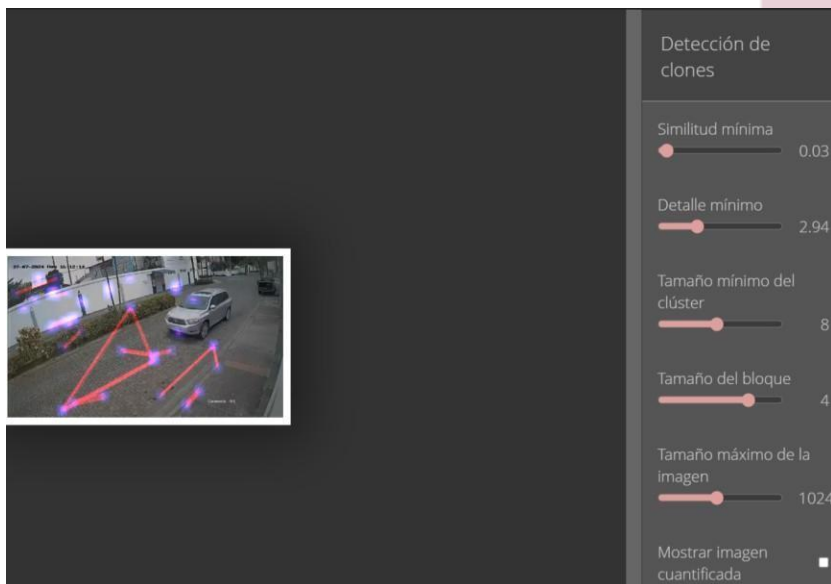 Detección de
clones
Similitud mínima
0.03
Detalle mínimo
2.94
Tamaño mínimo del
clúster
8
Tamaño del bloque
4
Tamaño máximo de la
imagen
1024
Mostrar imagen
cuantificada